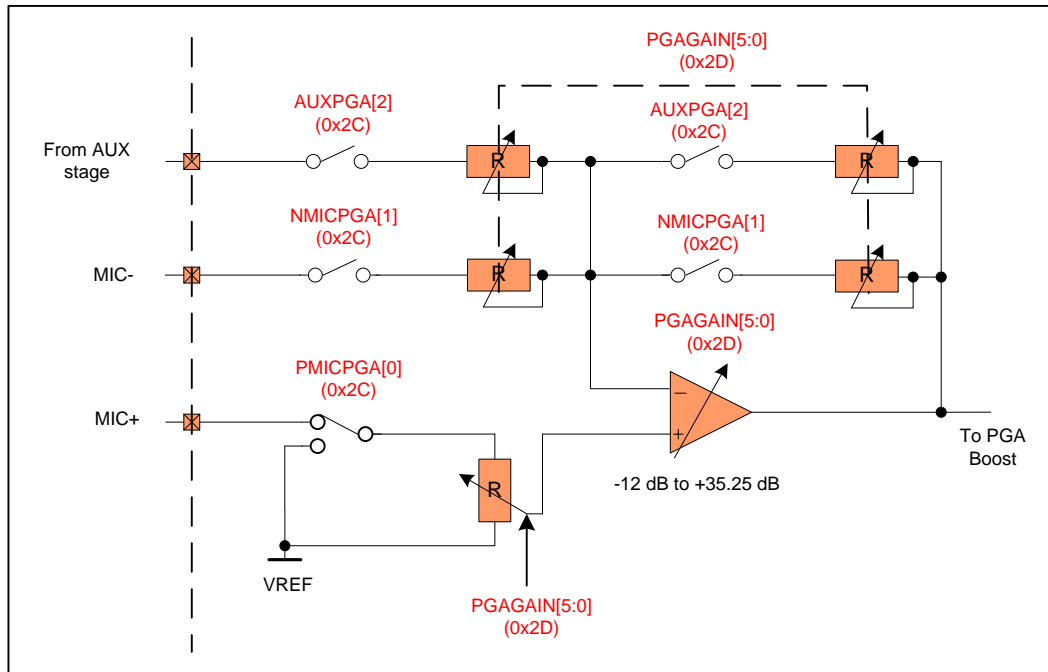 PGAGAIN[5:0]
(0x2D)
AUXPGA[2]
(0x2C)
AUXPGA[2]
(0x2C)
From AUX
stage
R
R
NMICPGA[1]
(0x2C)
NMICPGA[1]
(0x2C)
MIC-
R
R
PGAGAIN[5:0]
(0x2D)
PMICPGA[0]
(0x2C)
MIC+
−
+
To PGA
Boost
R
-12 dB to +35.25 dB
VREF
PGAGAIN[5:0]
(0x2D)